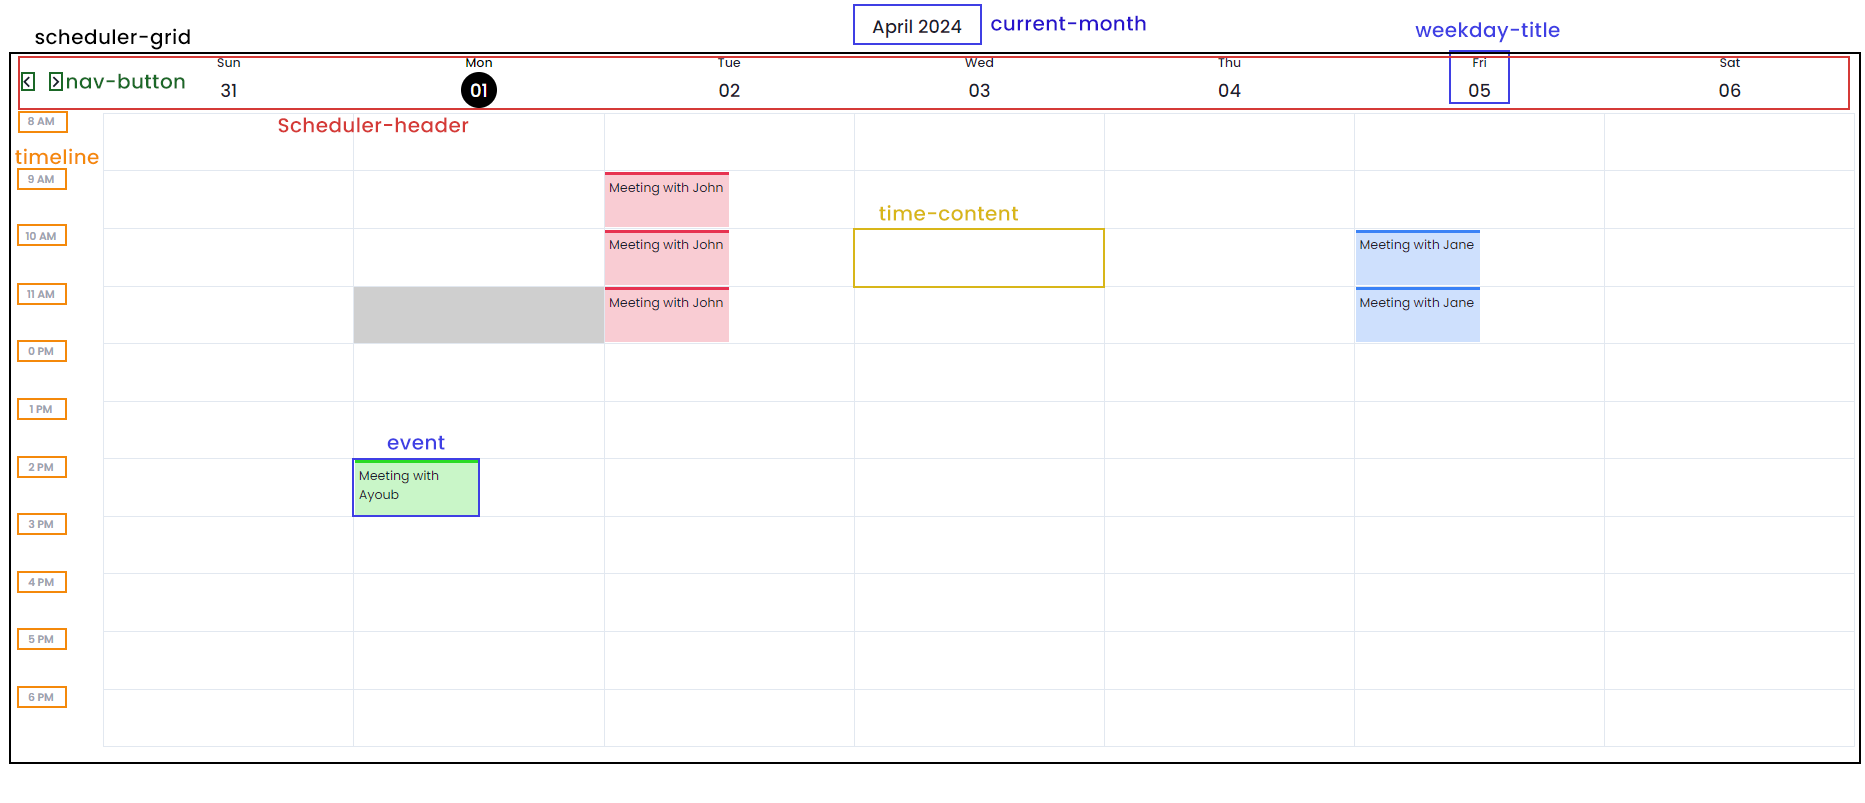 April 2024 current-month
scheduler-grid
weekday-title
Sun Mon Tue Wed Thu Fri Sat
< > nav-button
31 01 02 03 04 05 06
8 AM
Scheduler-header
timeline
9 AM
Meeting with John
time-content
10 AM
Meeting with John
Meeting with Jane
11 AM
Meeting with John
Meeting with Jane
0 PM
1 PM
event
2 PM
Meeting with
Ayoub
3 PM
4 PM
5 PM
6 PM